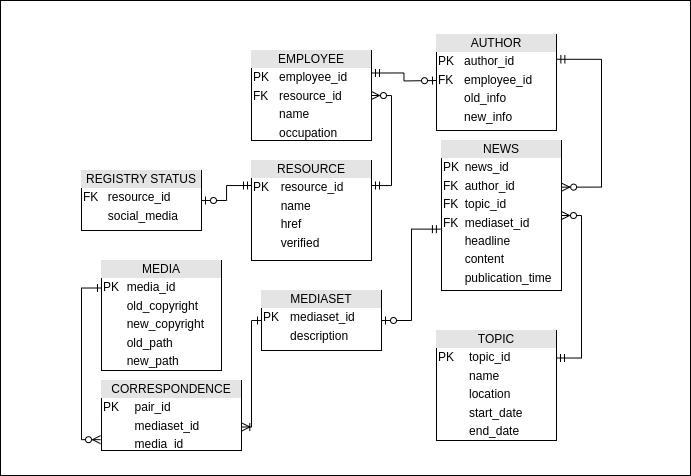 EMPLOYEE
PK employee_id
FK resource_id
name
occupation
AUTHOR
PK author_id
FK employee_id
old_info
new_info
REGISTRY STATUS
FK resource_id
social_media
RESOURCE
PK resource_id
name
href
verified
NEWS
PK news_id
FK author_id
FK topic_id
FK mediaset_id
headline
content
publication_time
MEDIA
PK media_id
old_copyright
new_copyright
old_path
new_path
MEDIASET
PK mediaset_id
description
TOPIC
PK topic_id
name
location
start_date
end_date
CORRESPONDENCE
PK pair_id
mediaset_id
media_id